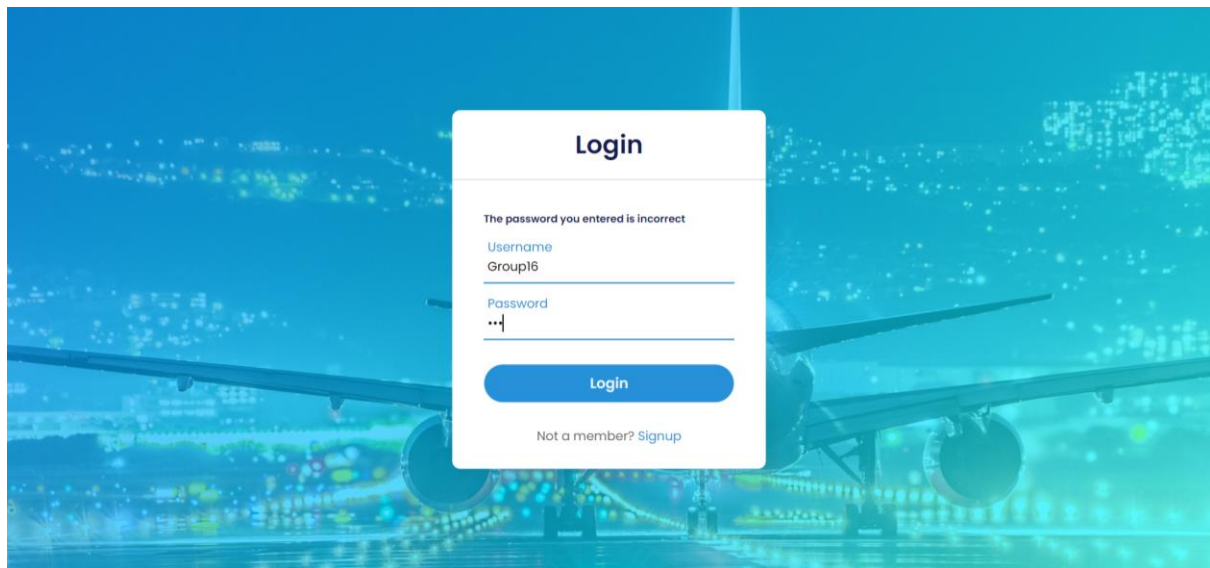 Login
The password you entered is incorrect
Username
Group16
Password
•••
Login
Not a member? Signup